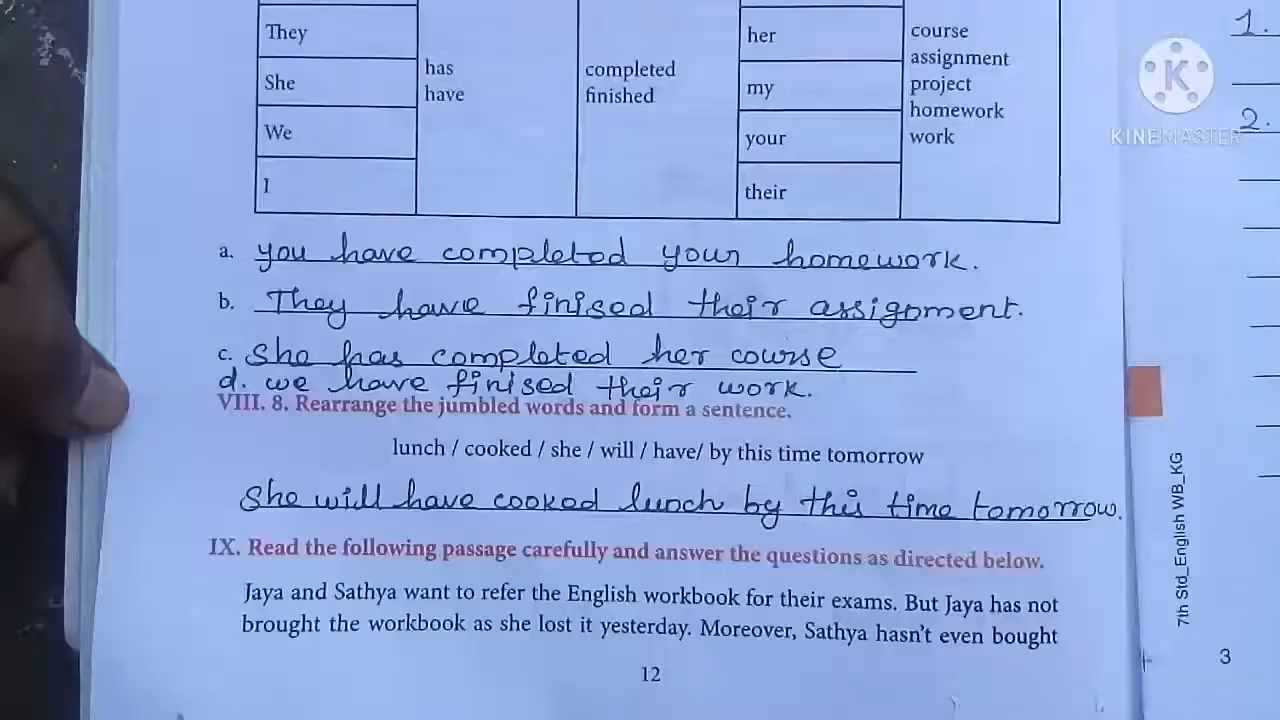 They
She
We
I
has
have
completed
finished
her
my
your
their
course
assignment
project
homework
work
a. you have completed your homework.
b. They have finised their assignment.
c. She has completed her course
d. we have finised their work.
VIII. 8. Rearrange the jumbled words and form a sentence.
lunch / cooked / she / will / have/ by this time tomorrow
She will have cooked lunch by this time tomorrow.
IX. Read the following passage carefully and answer the questions as directed below.
Jaya and Sathya want to refer the English workbook for their exams. But Jaya has not
brought the workbook as she lost it yesterday. Moreover, Sathya hasn't even bought
12
1.
2.
K
KINEMASTER
7th Std_English WB_KG
3